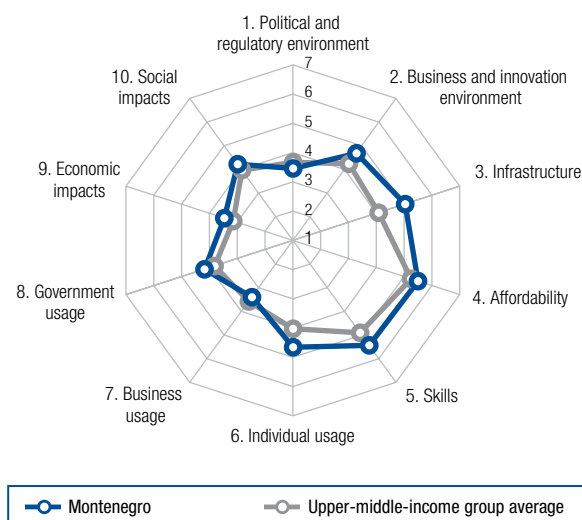 1. Political and
regulatory environment
2. Business and innovation
environment
3. Infrastructure
4. Affordability
5. Skills
6. Individual usage
7. Business
usage
8. Government
usage
9. Economic
impacts
10. Social
impacts
7
6
5
4
3
2
1
Montenegro
Upper-middle-income group average